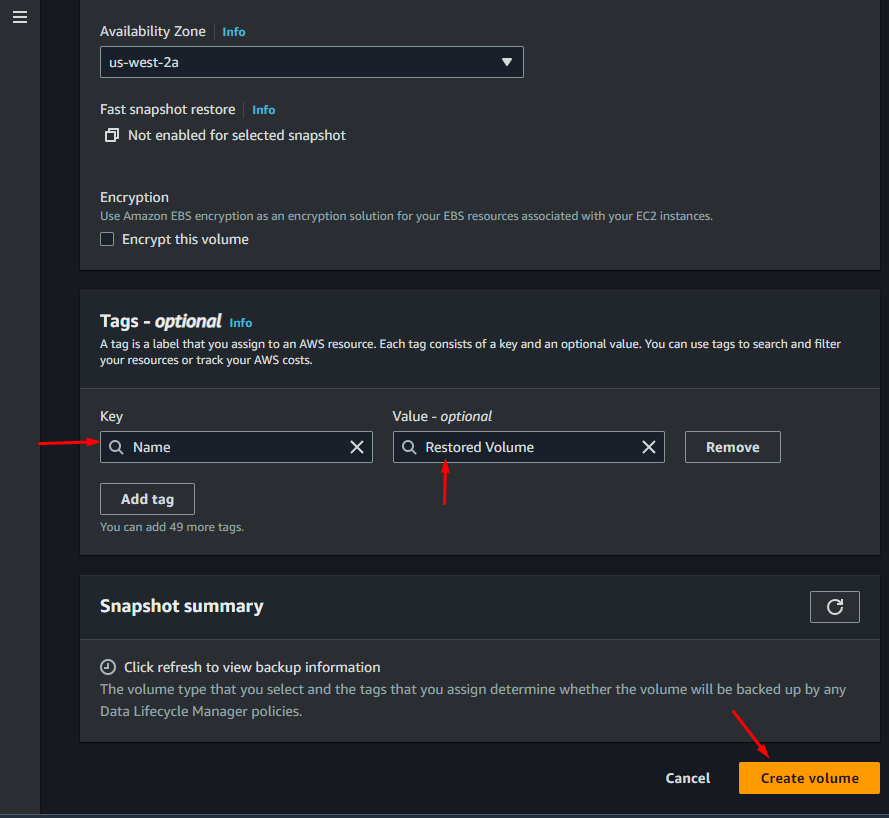 Availability Zone Info
us-west-2a
Fast snapshot restore Info
Not enabled for selected snapshot
Encryption
Use Amazon EBS encryption as an encryption solution for your EBS resources associated with your EC2 instances.
Encrypt this volume
Tags - optional Info
A tag is a label that you assign to an AWS resource. Each tag consists of a key and an optional value. You can use tags to search and filter
your resources or track your AWS costs.
Key Value - optional
Name Restored Volume Remove
Add tag
You can add 49 more tags.
Snapshot summary
Click refresh to view backup information
The volume type that you select and the tags that you assign determine whether the volume will be backed up by any
Data Lifecycle Manager policies.
Cancel Create volume